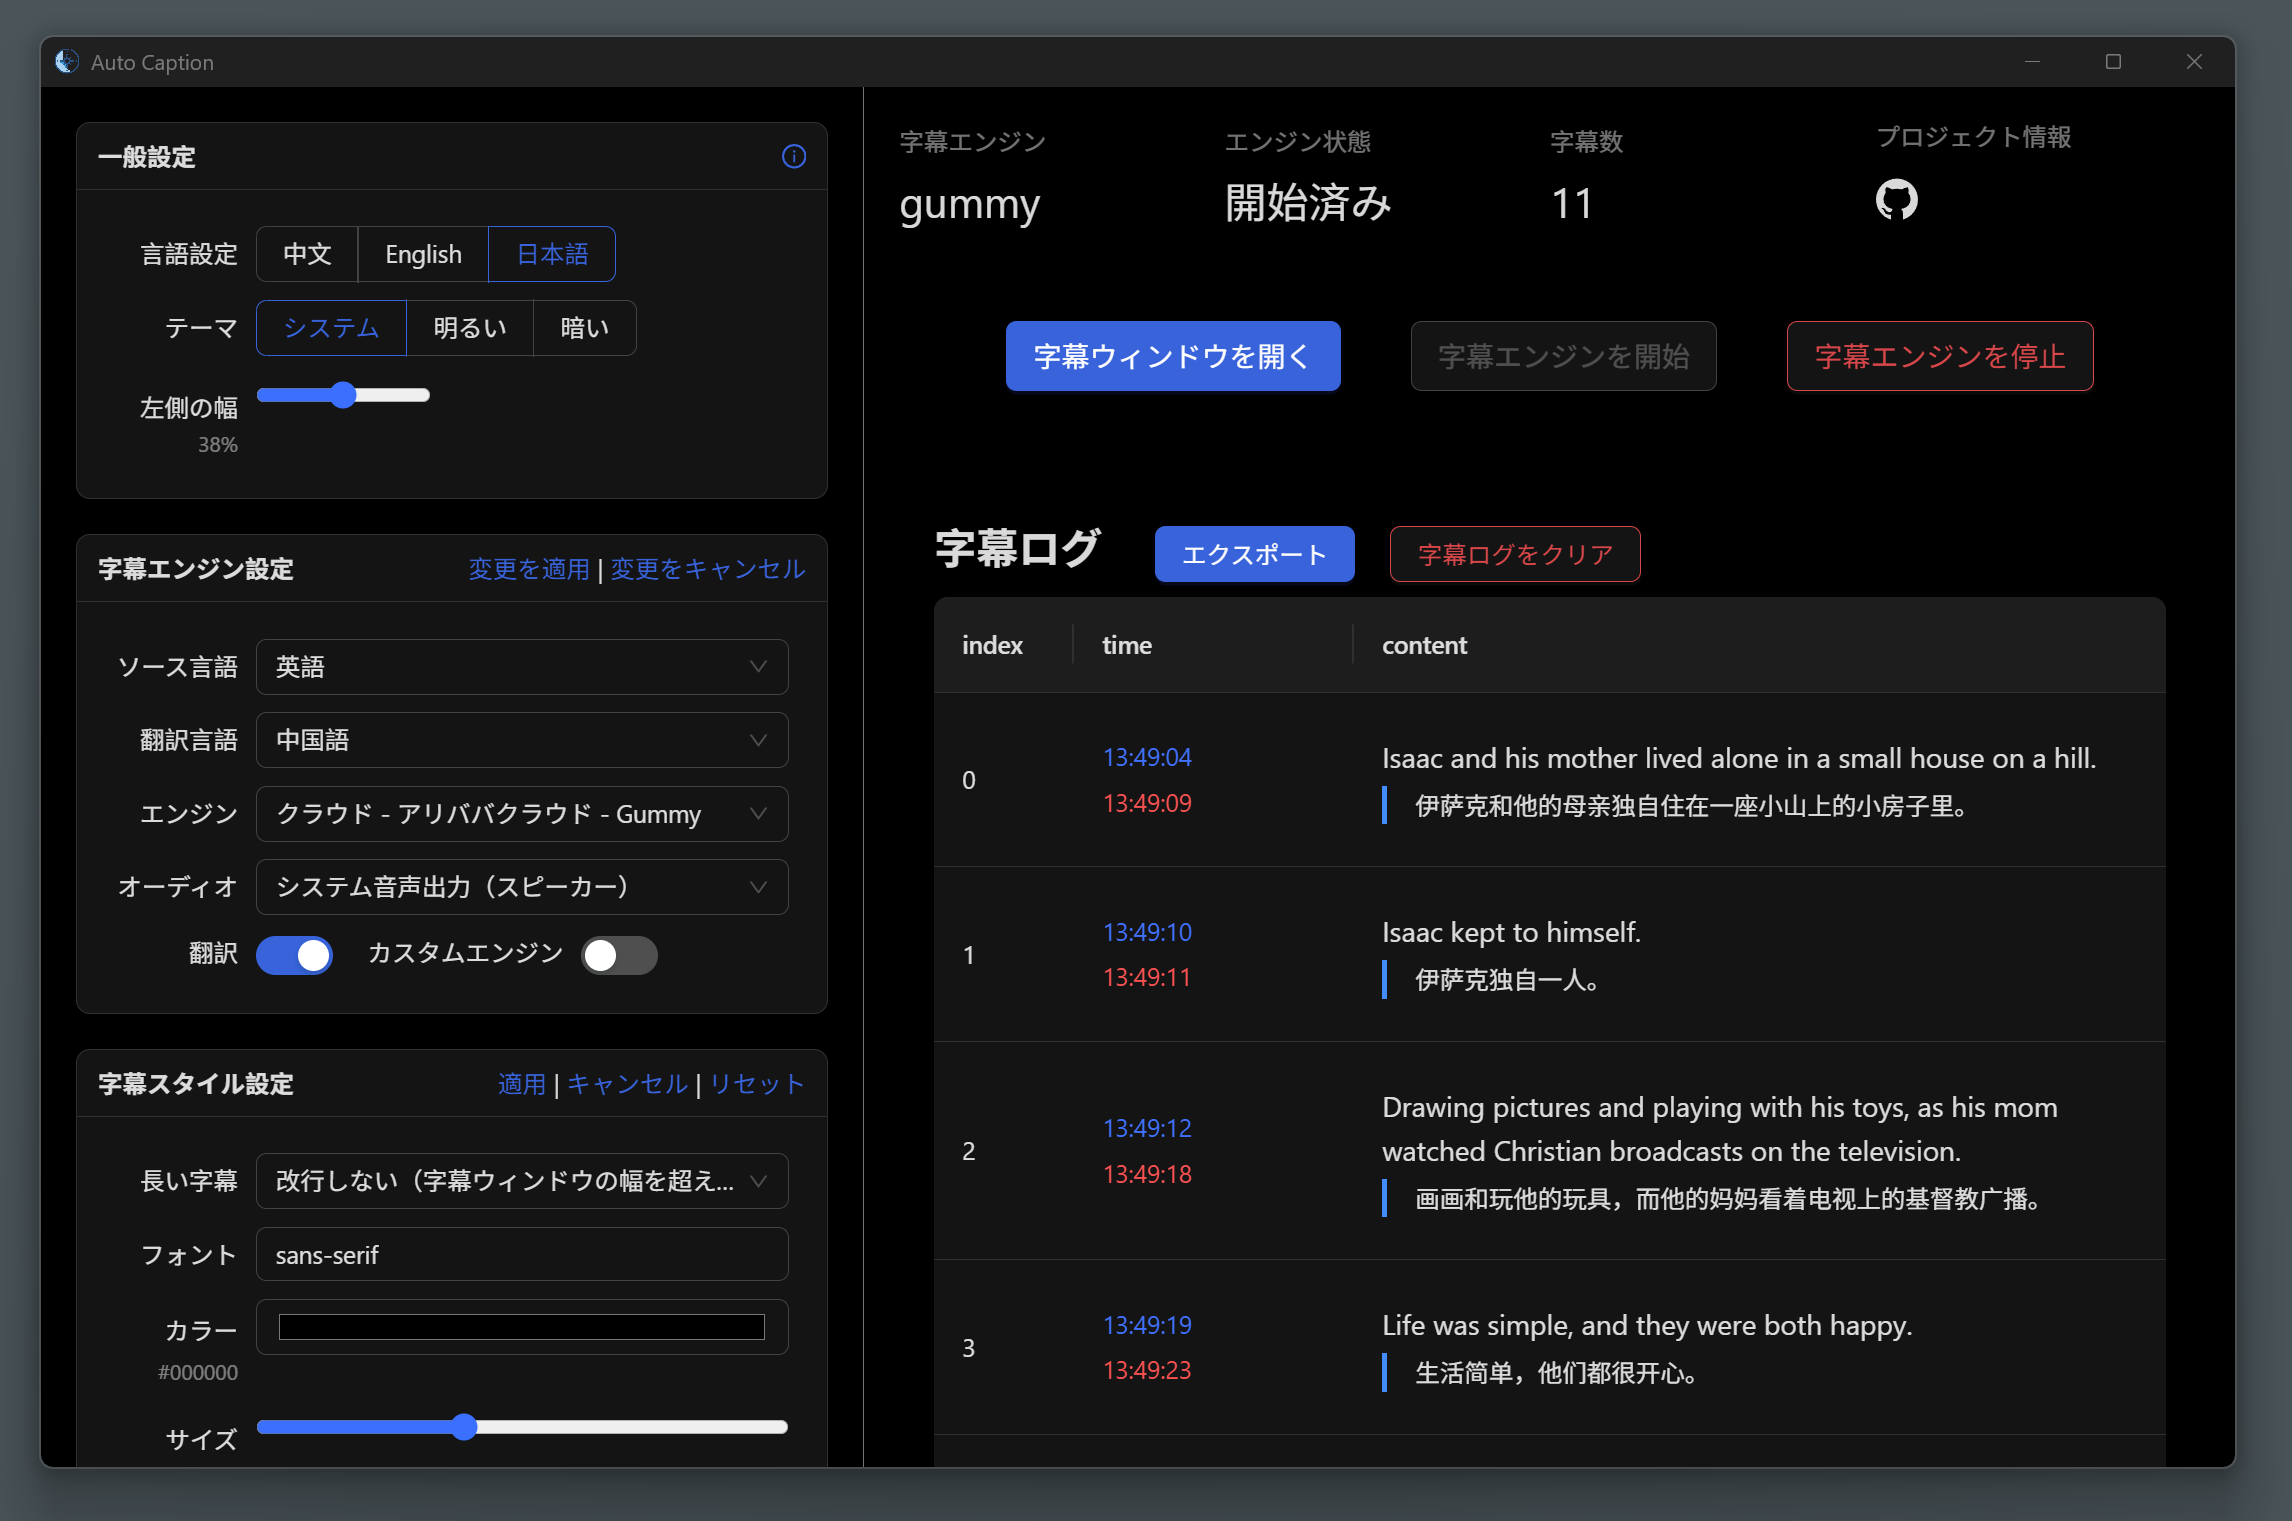 Auto Caption
一般設定
言語設定 中文 English 日本語
テーマ システム 明るい 暗い
左側の幅
38%
字幕エンジン設定 変更を適用 | 変更をキャンセル
ソース言語 英語
翻訳言語 中国語
エンジン クラウド - アリババクラウド - Gummy
オーディオ システム音声出力（スピーカー）
翻訳 カスタムエンジン
字幕スタイル設定 適用 | キャンセル | リセット
長い字幕 改行しない（字幕ウィンドウの幅を超え...
フォント sans-serif
カラー
#000000
サイズ
字幕エンジン エンジン状態 字幕数 プロジェクト情報
gummy 開始済み 11
字幕ウィンドウを開く 字幕エンジンを開始 字幕エンジンを停止
字幕ログ エクスポート 字幕ログをクリア
index time content
0
13:49:04
13:49:09
Isaac and his mother lived alone in a small house on a hill.
伊萨克和他的母亲独自住在一座小山上的小房子里。
1
13:49:10
13:49:11
Isaac kept to himself.
伊萨克独自一人。
2
13:49:12
13:49:18
Drawing pictures and playing with his toys, as his mom
watched Christian broadcasts on the television.
画画和玩他的玩具，而他的妈妈看着电视上的基督教广播。
3
13:49:19
13:49:23
Life was simple, and they were both happy.
生活简单，他们都很开心。